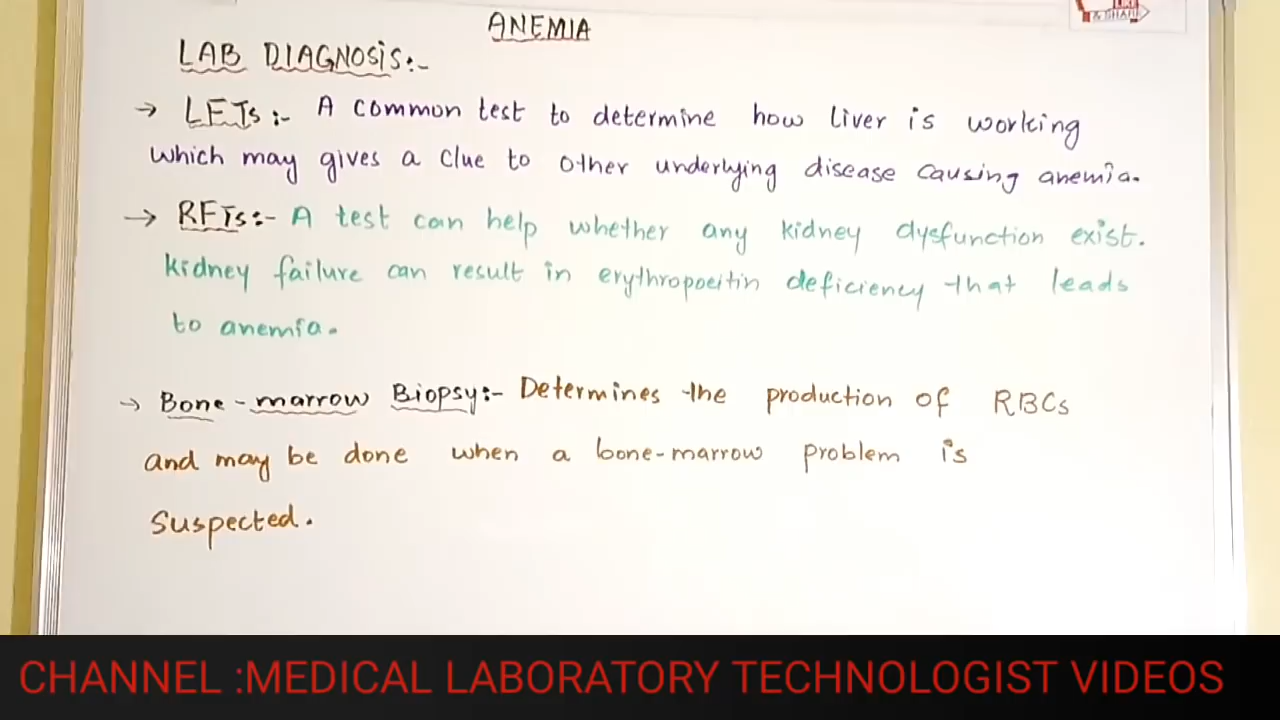 ANEMIA
& SHARE
LAB DIAGNOSIS:-
→ LFTs:- A common test to determine how liver is working
which may gives a clue to other underlying disease causing anemia.
→ RFTs:- A test can help whether any kidney dysfunction exist.
kidney failure can result in erythropoeitin deficiency that leads
to anemia.
→ Bone-marrow Biopsy:- Determines the production of RBCs
and may be done when a bone-marrow problem is
suspected.
CHANNEL :MEDICAL LABORATORY TECHNOLOGIST VIDEOS